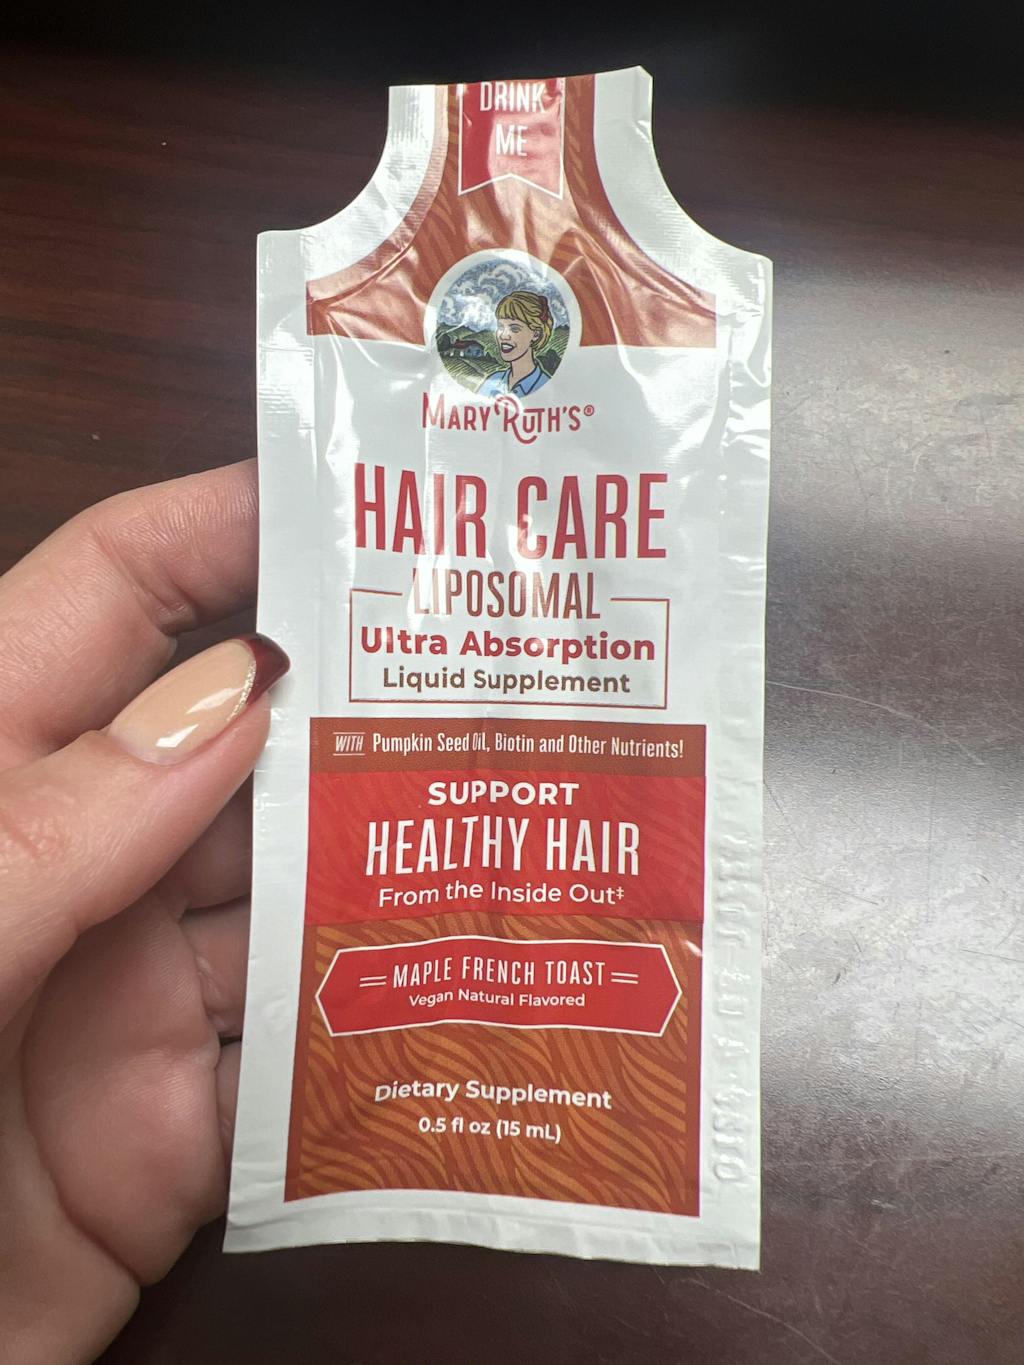 DRINK
ME
MARY RUTH'S®
HAIR CARE
LIPOSOMAL
Ultra Absorption
Liquid Supplement
WITH Pumpkin Seed Oil, Biotin and Other Nutrients!
SUPPORT
HEALTHY HAIR
From the Inside Out‡
MAPLE FRENCH TOAST
Vegan Natural Flavored
Dietary Supplement
0.5 fl oz (15 mL)